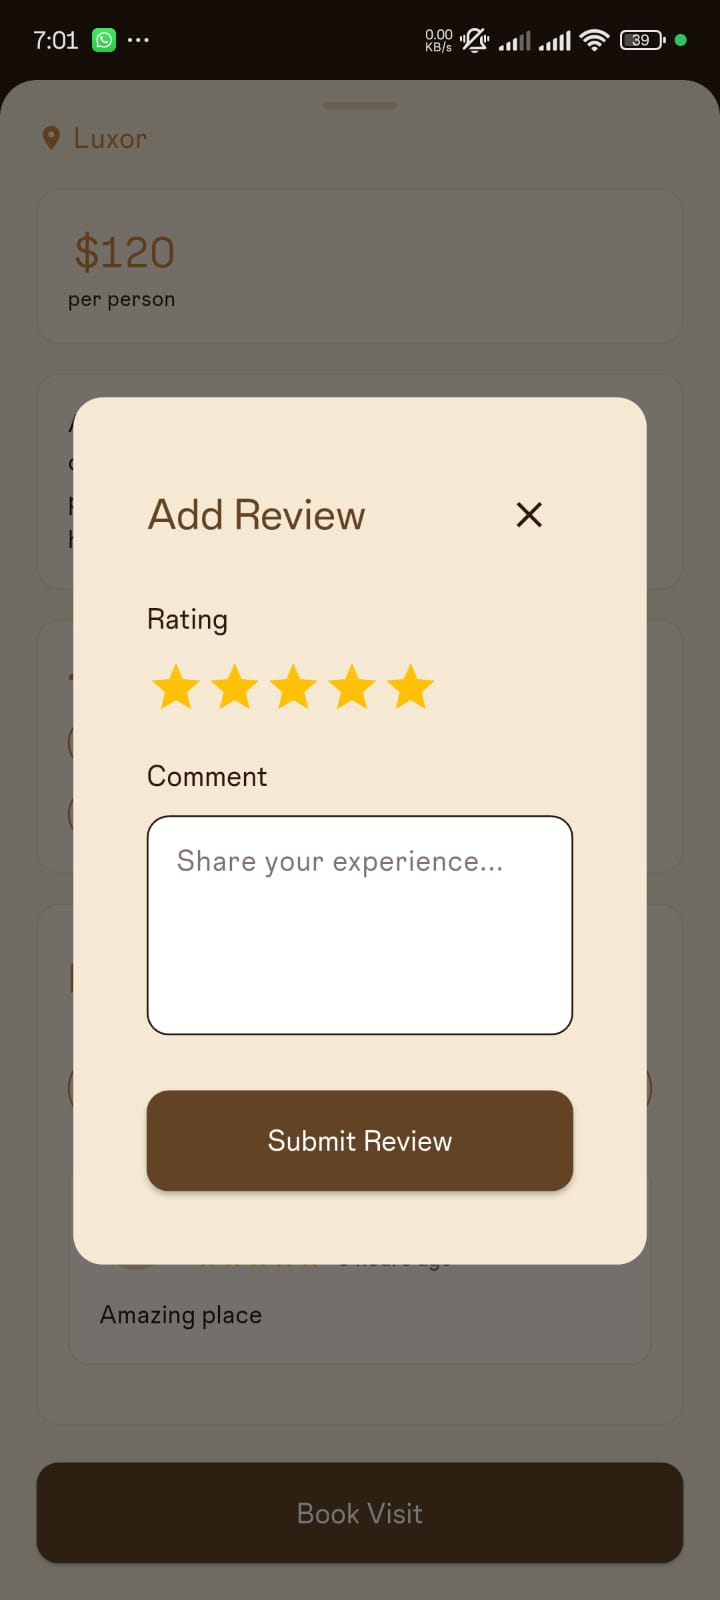 7:01 ...
0.00
KB/s
39
Luxor
$120
per person
Add Review
Rating
Comment
Share your experience...
Submit Review
Amazing place
Book Visit